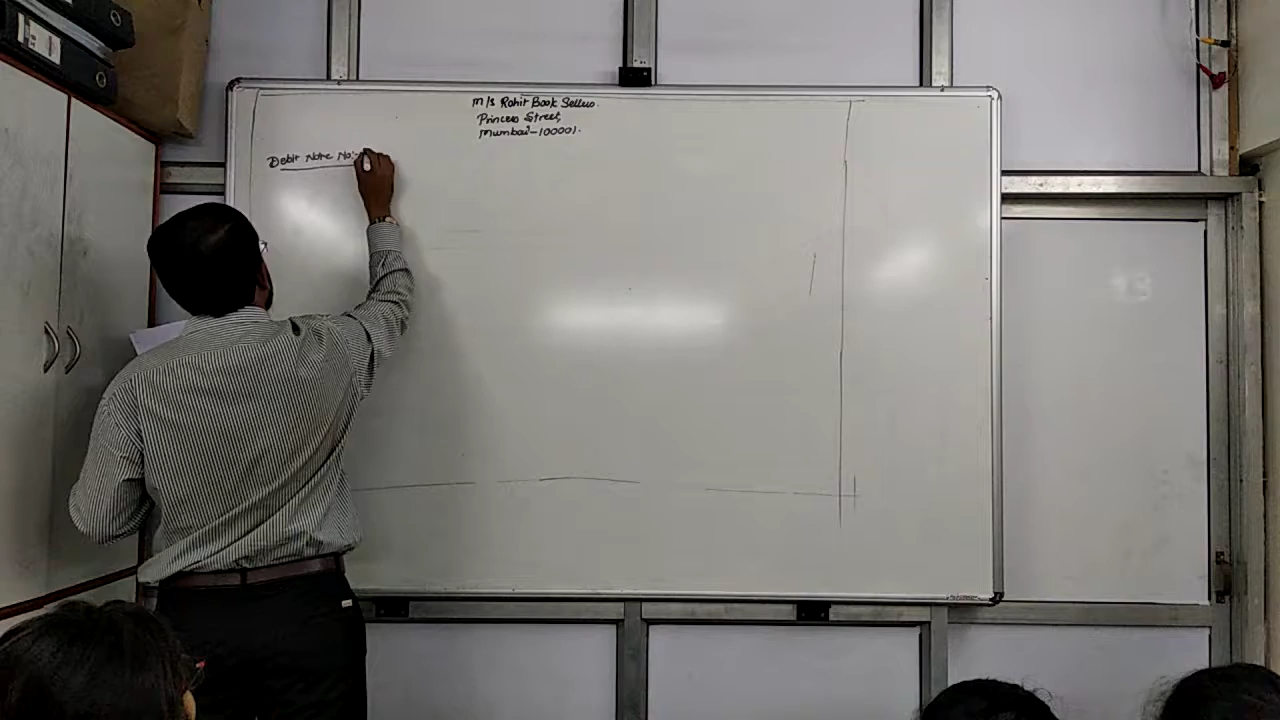 M/s Rohit Book Sellers.
Princess Street,
Mumbai-100001.
Debit Note No:-